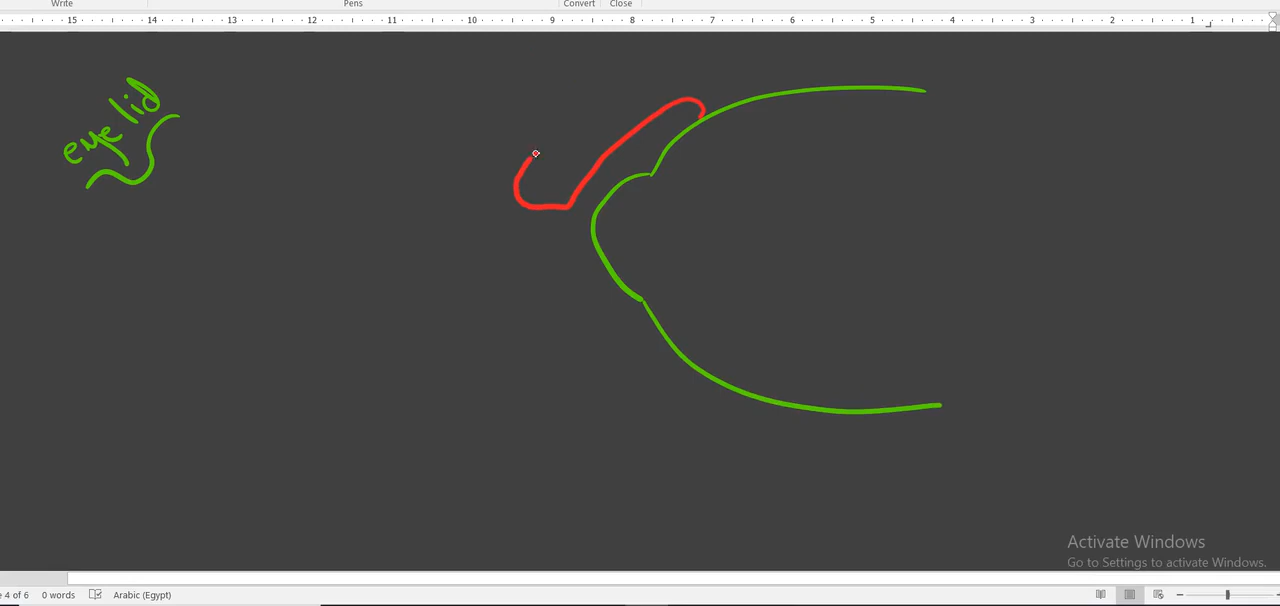 Write Pens Convert Close
15 14 13 12 11 10 9 8 7 6 5 4 3 2 1
eye lid
Activate Windows
Go to Settings to activate Windows.
4 of 6 0 words Arabic (Egypt)